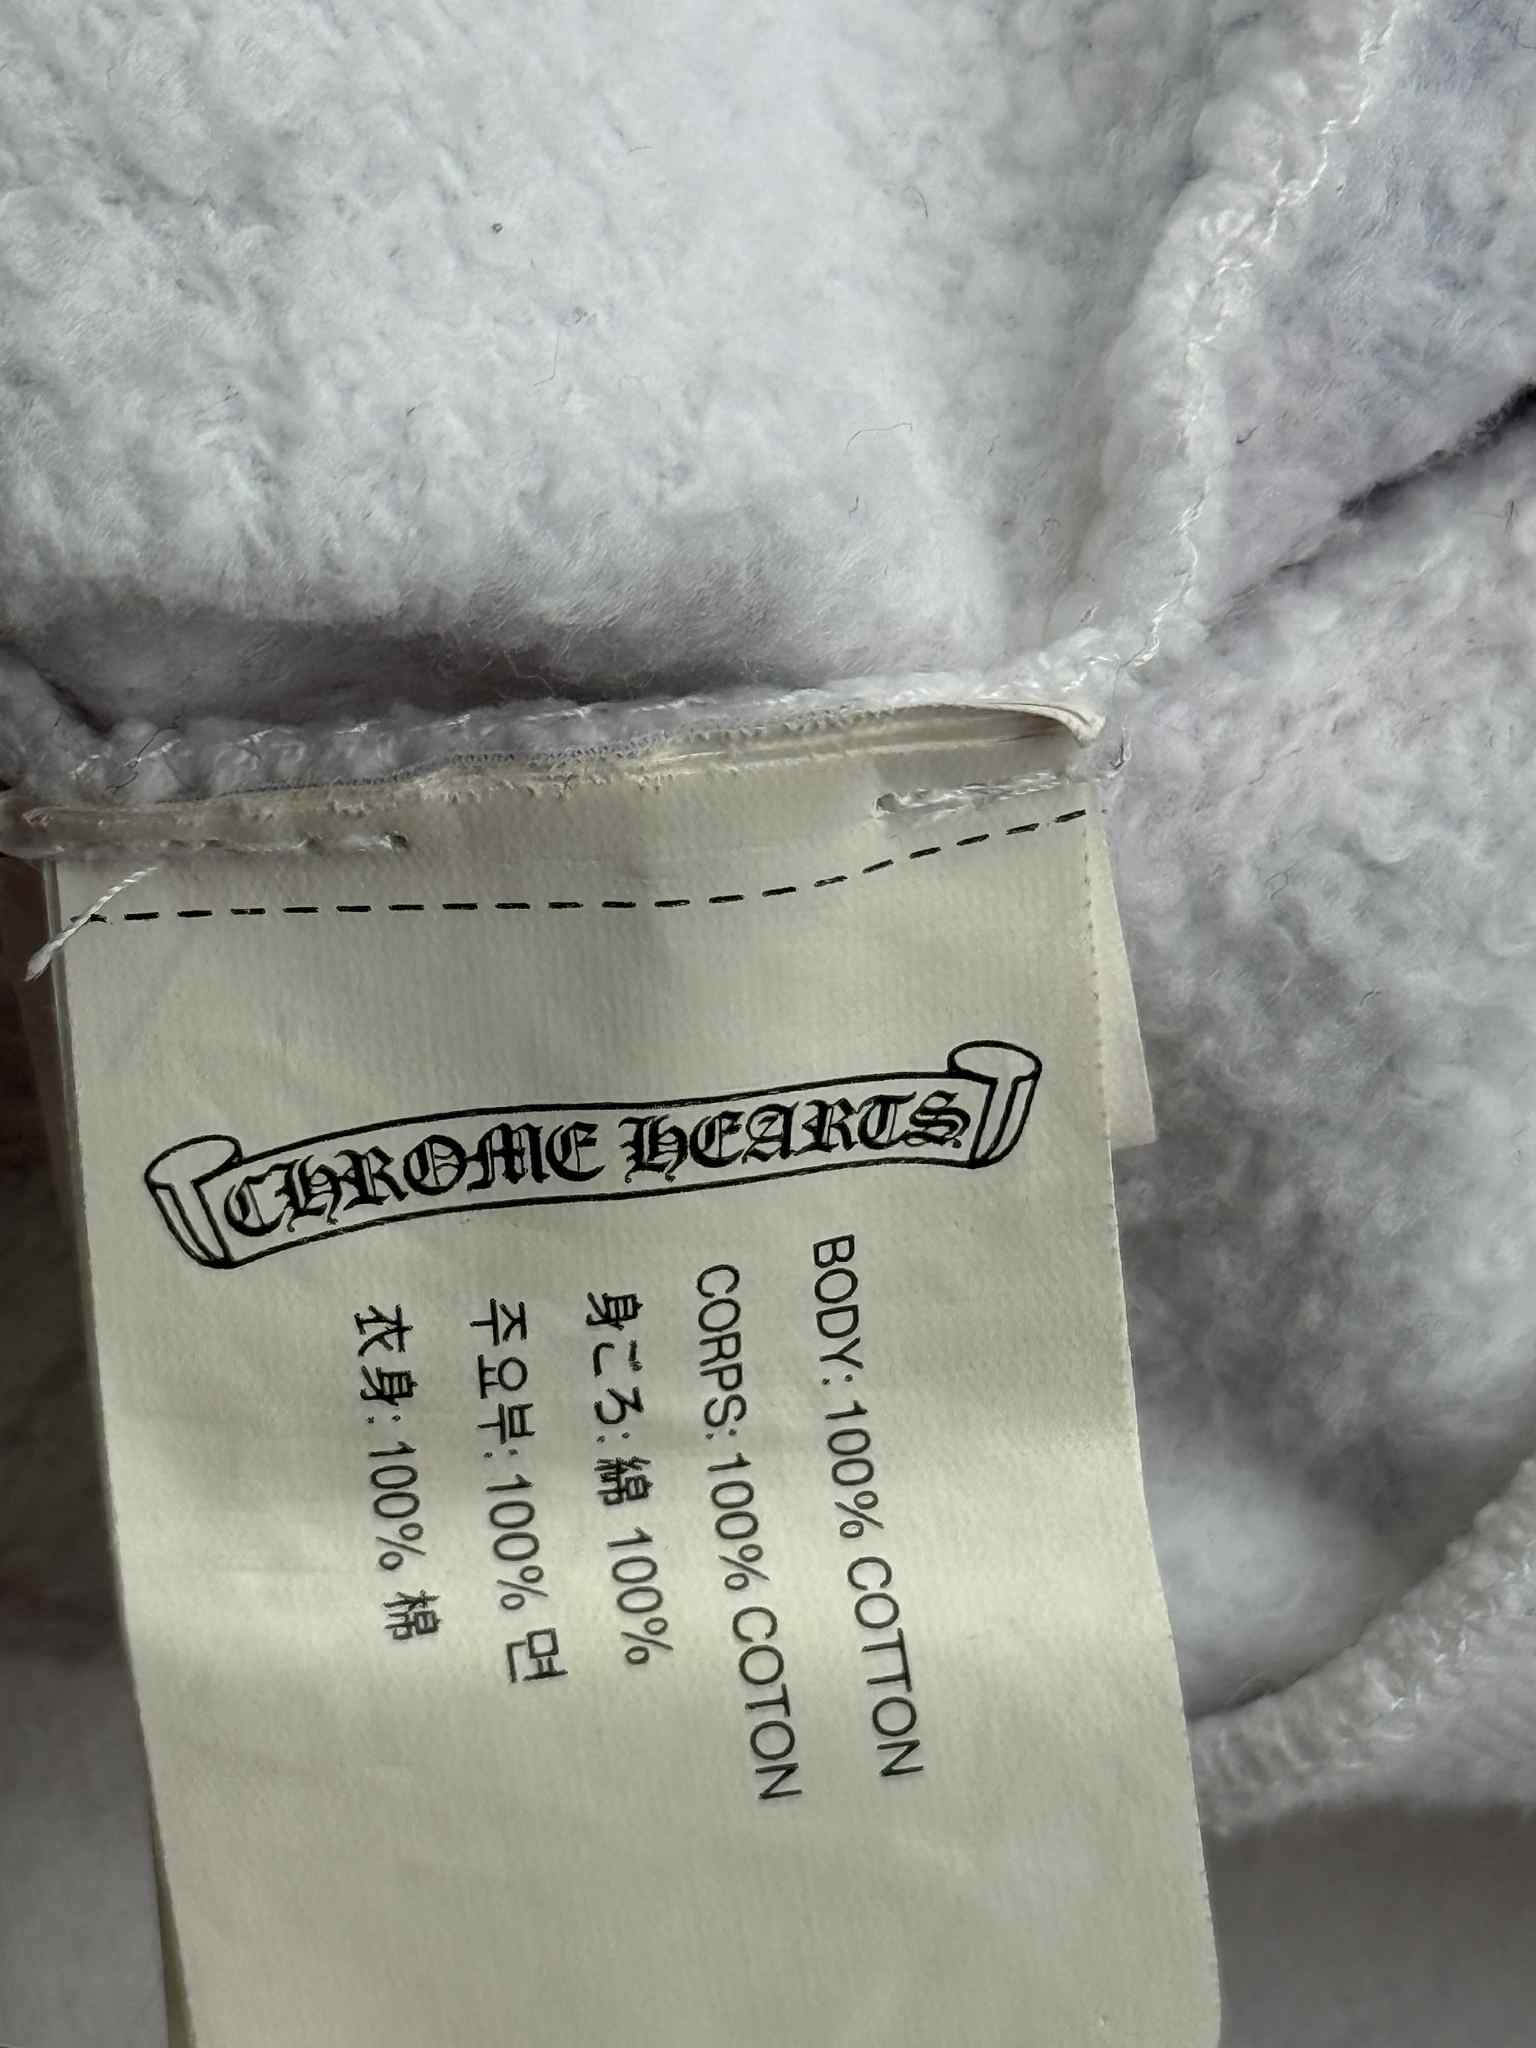 CHROME HEARTS
BODY: 100% COTTON
CORPS: 100% COTON
身ごろ: 綿 100%
주요부: 100% 면
衣身: 100% 棉